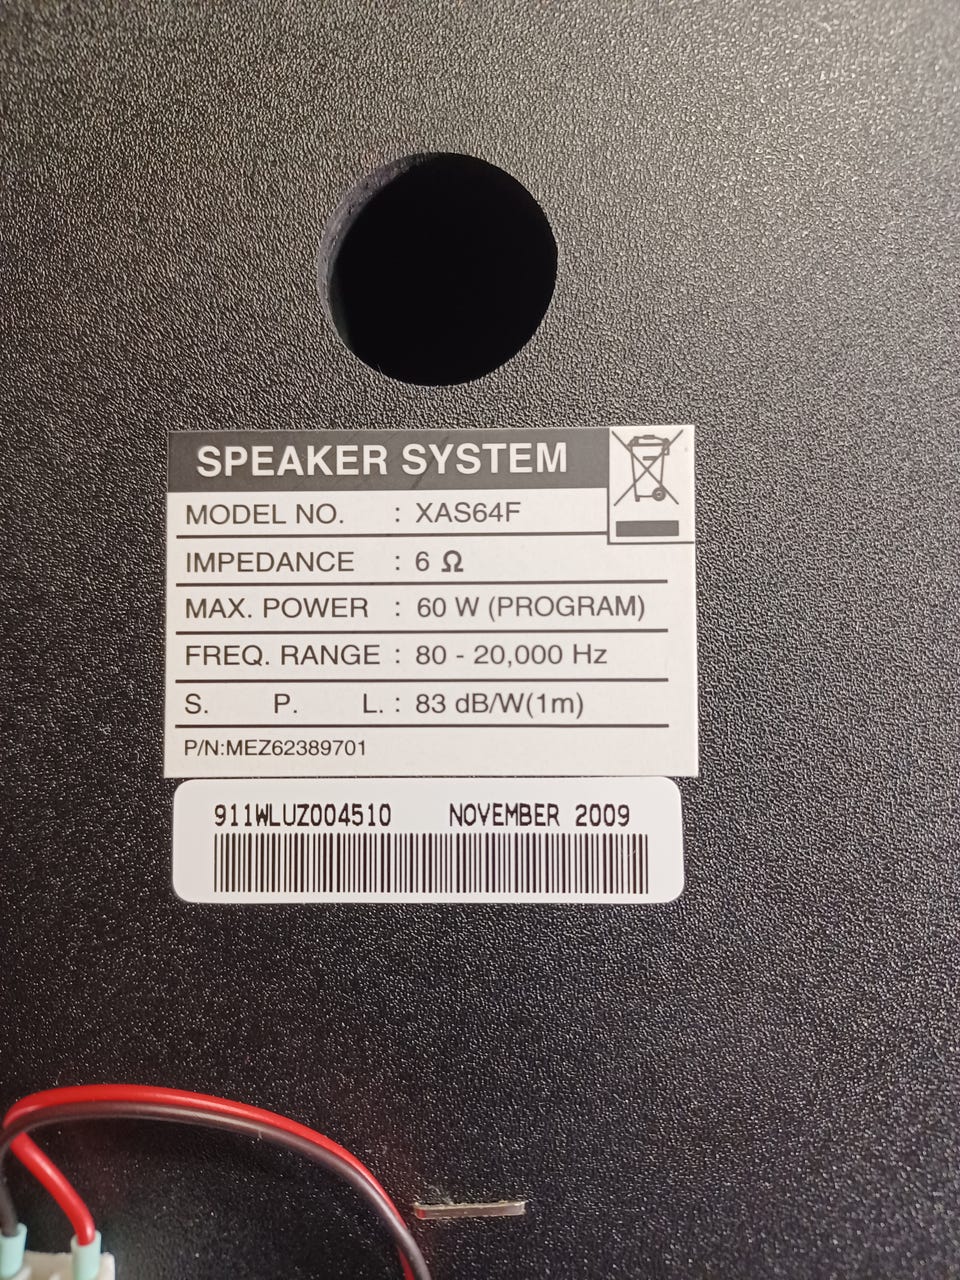 SPEAKER SYSTEM
MODEL NO. : XAS64F
IMPEDANCE : 6 Ω
MAX. POWER : 60 W (PROGRAM)
FREQ. RANGE : 80 - 20,000 Hz
S. P. L. : 83 dB/W(1m)
P/N:MEZ62389701
911WLUZ004510 NOVEMBER 2009